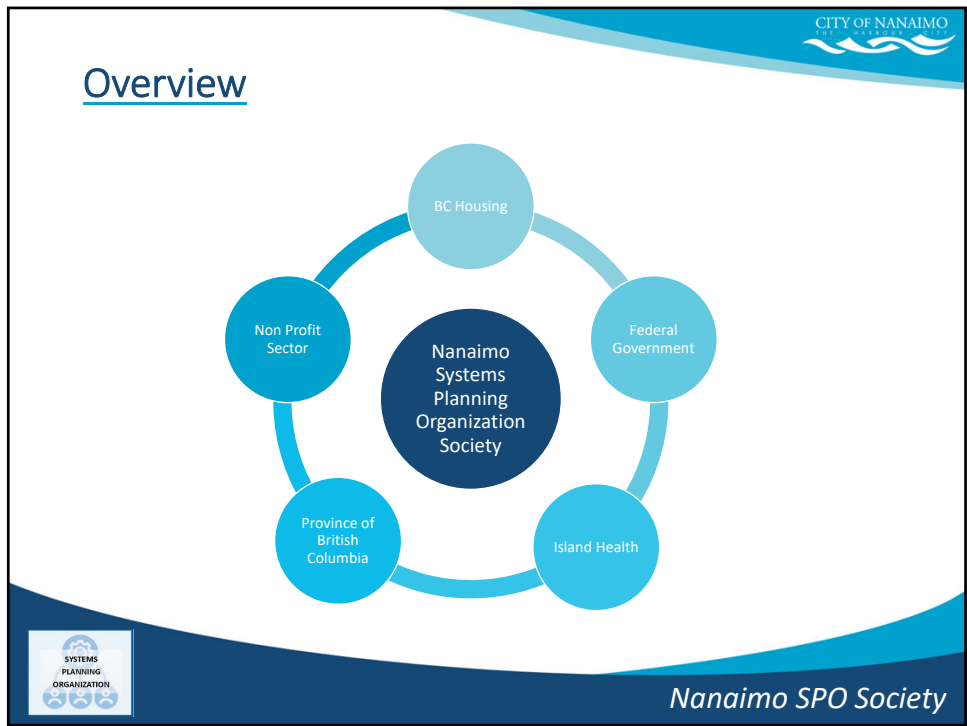 CITY OF NANAIMO
THE HARBOUR CITY
Overview
BC Housing
Federal
Government
Island Health
Province of
British
Columbia
Non Profit
Sector
Nanaimo
Systems
Planning
Organization
Society
SYSTEMS
PLANNING
ORGANIZATION
Nanaimo SPO Society